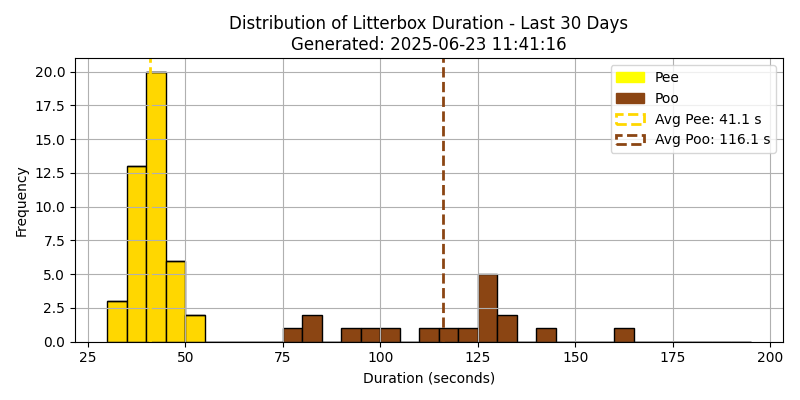 Distribution of Litterbox Duration - Last 30 Days
Generated: 2025-06-23 11:41:16
Pee
Poo
Avg Pee: 41.1 s
Avg Poo: 116.1 s
Frequency
20.0
17.5
15.0
12.5
10.0
7.5
5.0
2.5
0.0
25 50 75 100 125 150 175 200
Duration (seconds)